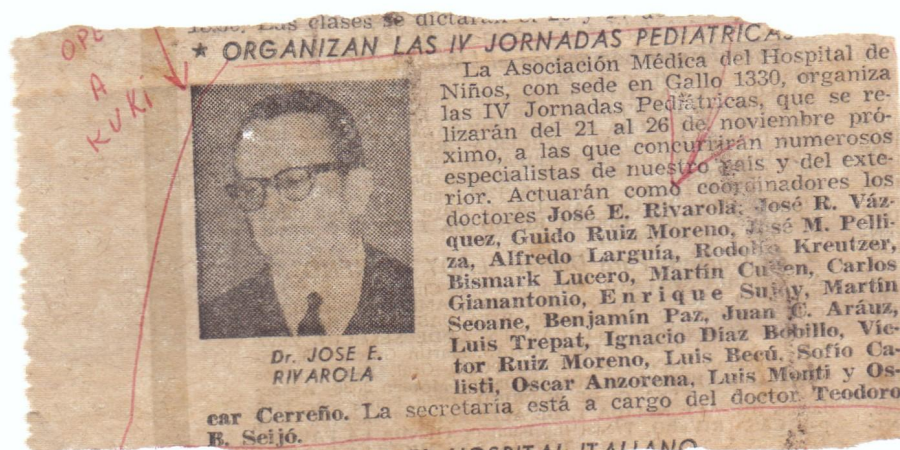 OPE
A
KUKI
★ ORGANIZAN LAS IV JORNADAS PEDIATRICAS
La Asociación Médica del Hospital de
Niños, con sede en Gallo 1330, organiza
las IV Jornadas Pediátricas, que se re-
lizarán del 21 al 26 de noviembre pró-
ximo, a las que concurrirán numerosos
especialistas de nuestro país y del exte-
rior. Actuarán como coordinadores los
doctores José E. Rivarola, José R. Váz-
quez, Guido Ruiz Moreno, José M. Pelli-
za, Alfredo Larguía, Rodolfo Kreutzer,
Bismark Lucero, Martín Cullen, Carlos
Gianantonio, Enrique Sujoy, Martín
Seoane, Benjamín Paz, Juan C. Aráuz,
Luis Trepat, Ignacio Díaz Bobillo, Víc-
tor Ruiz Moreno, Luis Becú, Sofío Ca-
listi, Oscar Anzorena, Luis Monti y Os-
car Cerreño. La secretaría está a cargo del doctor Teodoro
E. Seijó.
Dr. JOSE E.
RIVAROLA
HOSPITAL ITALIANO